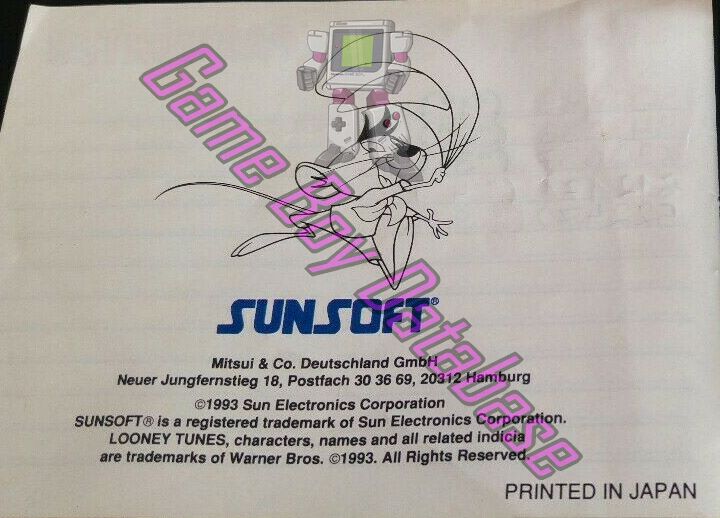 Game Boy Database
SUNSOFT®
Mitsui & Co. Deutschland GmbH
Neuer Jungfernstieg 18, Postfach 30 36 69, 20312 Hamburg
©1993 Sun Electronics Corporation
SUNSOFT® is a registered trademark of Sun Electronics Corporation.
LOONEY TUNES, characters, names and all related indicia
are trademarks of Warner Bros. ©1993. All Rights Reserved.
PRINTED IN JAPAN